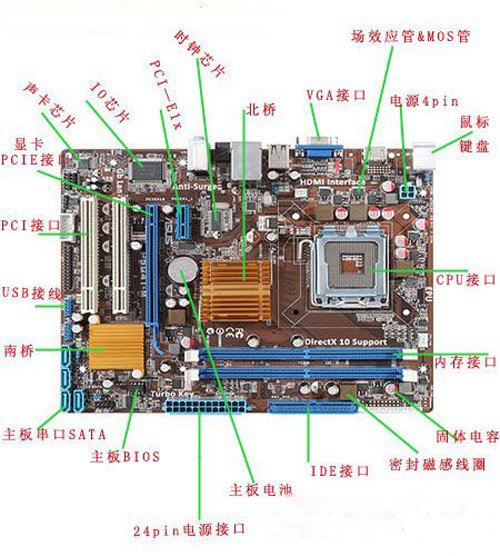 场效应管&MOS管
时钟芯片
PCI—E1x
IO芯片
声卡芯片
北桥
VGA接口
电源4pin
鼠标
键盘
显卡
PCIE接口
Anti-Surge
HDMI Interface
PCI接口
CPU接口
USB接线
南桥
DirectX 10 Support
内存接口
Turbo Key
主板串口SATA
主板BIOS
主板电池
IDE接口
固体电容
密封磁感线圈
24pin电源接口